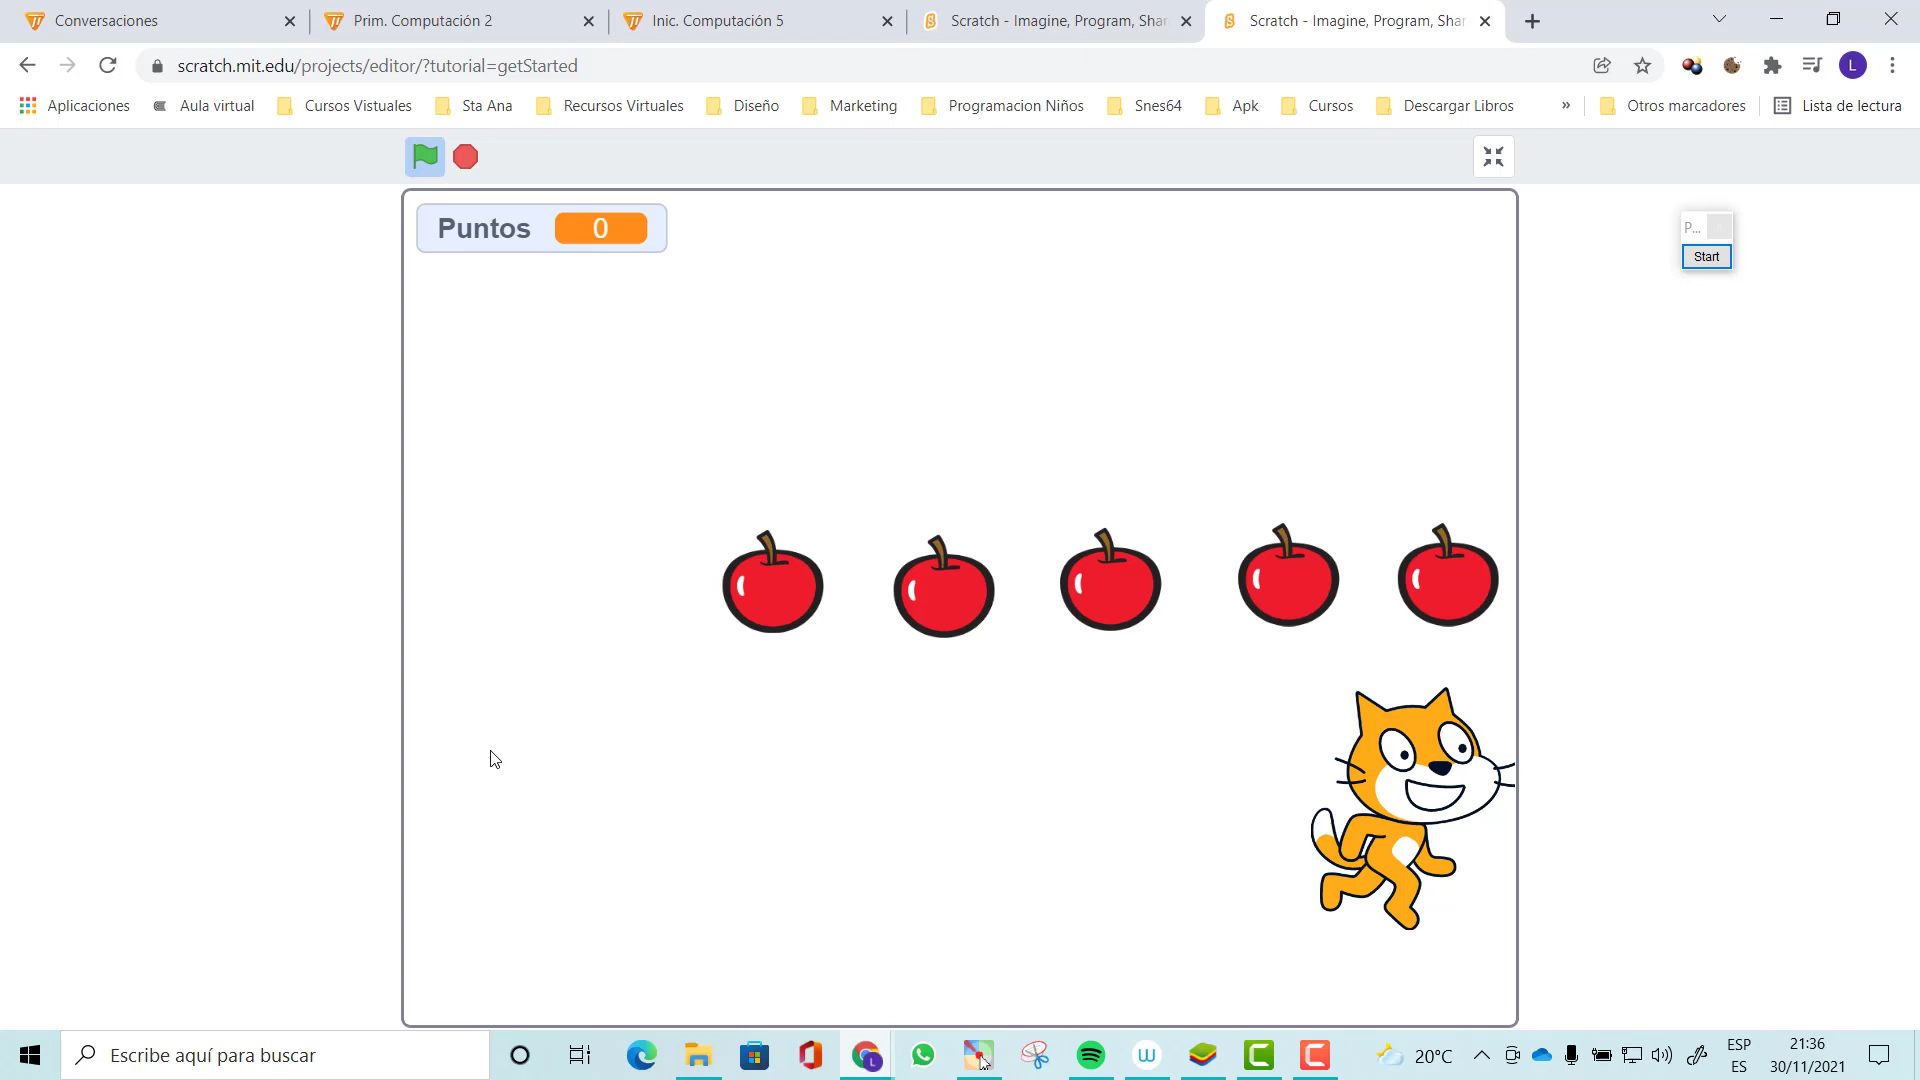 Conversaciones
Prim. Computación 2
Inic. Computación 5
Scratch - Imagine, Program, Shar
Scratch - Imagine, Program, Shar
scratch.mit.edu/projects/editor/?tutorial=getStarted
L
Aplicaciones
Aula virtual
Cursos Vistuales
Sta Ana
Recursos Virtuales
Diseño
Marketing
Programacion Niños
Snes64
Apk
Cursos
Descargar Libros
»
Otros marcadores
Lista de lectura
Puntos 0
P...
Start
Escribe aquí para buscar
L
W
C
C
20°C
ESP
ES
21:36
30/11/2021